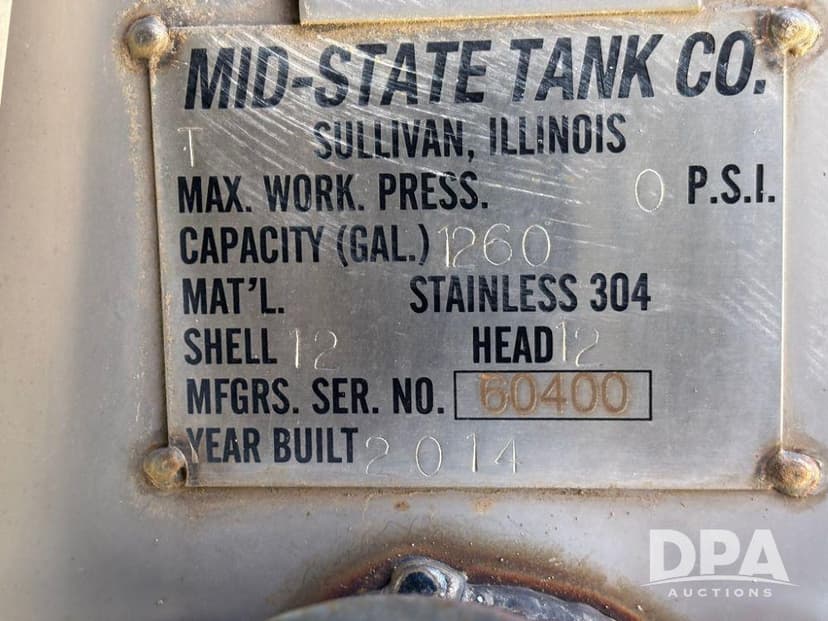 MID-STATE TANK CO.
T SULLIVAN, ILLINOIS
MAX. WORK. PRESS. 0 P.S.I.
CAPACITY (GAL.) 1260
MAT'L. STAINLESS 304
SHELL 12 HEAD 12
MFGRS. SER. NO. 60400
YEAR BUILT 2014
DPA
AUCTIONS